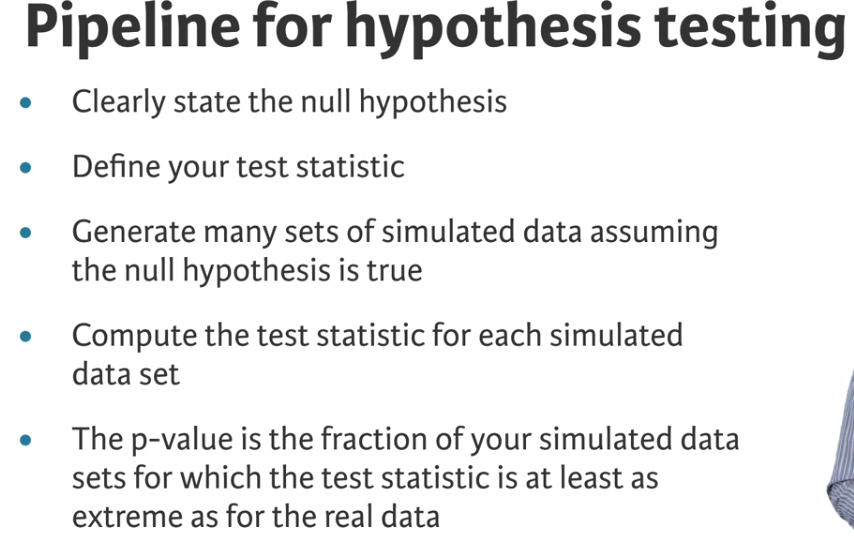 Pipeline for hypothesis testing
• Clearly state the null hypothesis
• Define your test statistic
• Generate many sets of simulated data assuming
the null hypothesis is true
• Compute the test statistic for each simulated
data set
• The p-value is the fraction of your simulated data
sets for which the test statistic is at least as
extreme as for the real data